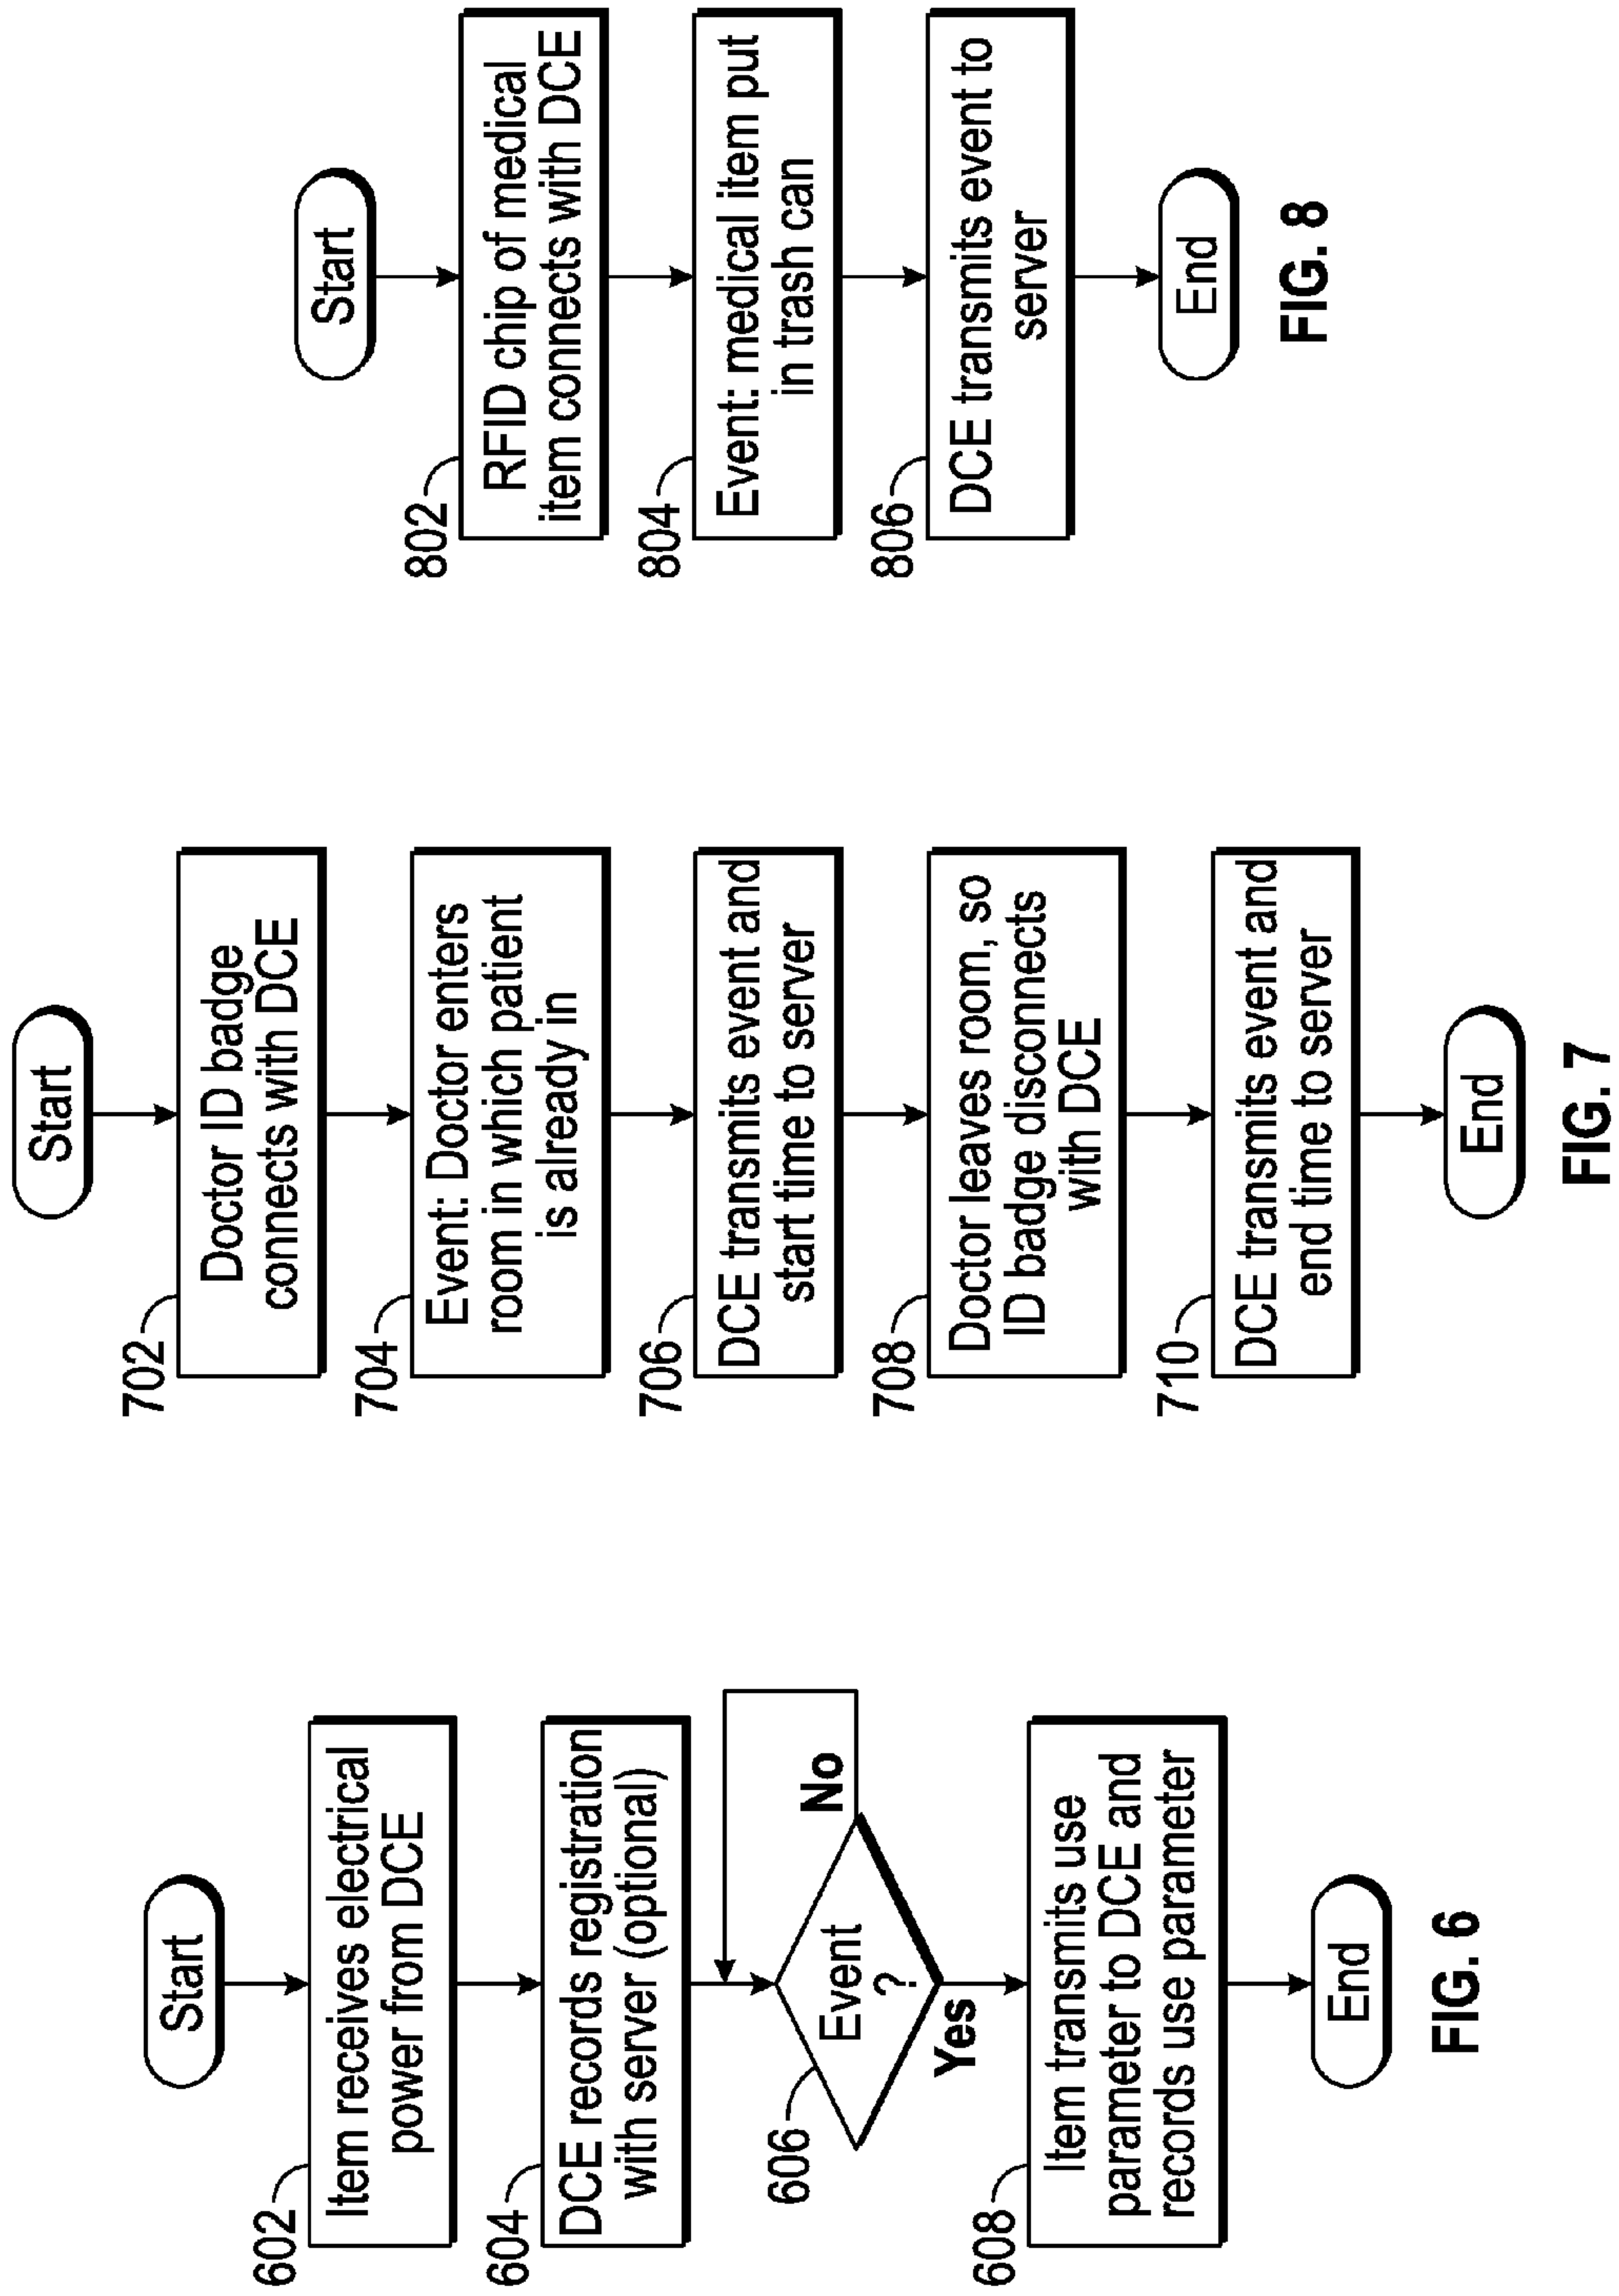 Start
602
Item receives electrical
power from DCE
604
DCE records registration
with server (optional)
606
Event
?
No
Yes
608
Item transmits use
parameter to DCE and
records use parameter
End
FIG. 6
Start
702
Doctor ID badge
connects with DCE
704
Event: Doctor enters
room in which patient
is already in
706
DCE transmits event and
start time to server
708
Doctor leaves room, so
ID badge disconnects
with DCE
710
DCE transmits event and
end time to server
End
FIG. 7
Start
802
RFID chip of medical
item connects with DCE
804
Event: medical item put
in trash can
806
DCE transmits event to
server
End
FIG. 8